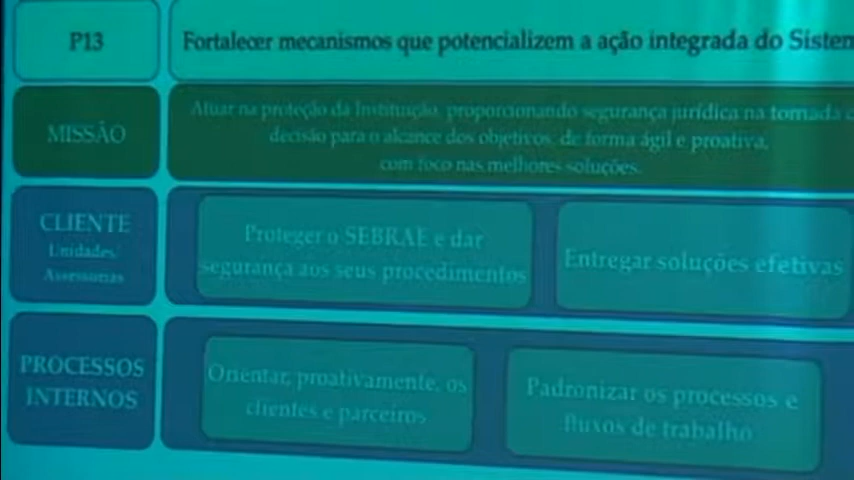 P13
Fortalecer mecanismos que potencializem a ação integrada do Sistem
MISSÃO
Atuar na proteção da Instituição, proporcionando segurança jurídica na tomada
decisão para o alcance dos objetivos, de forma ágil e proativa,
com foco nas melhores soluções.
CLIENTE
Unidades/
Assessorias
Proteger o SEBRAE e dar
segurança aos seus procedimentos
Entregar soluções efetivas
PROCESSOS
INTERNOS
Orientar, proativamente, os
clientes e parceiros
Padronizar os processos e
fluxos de trabalho